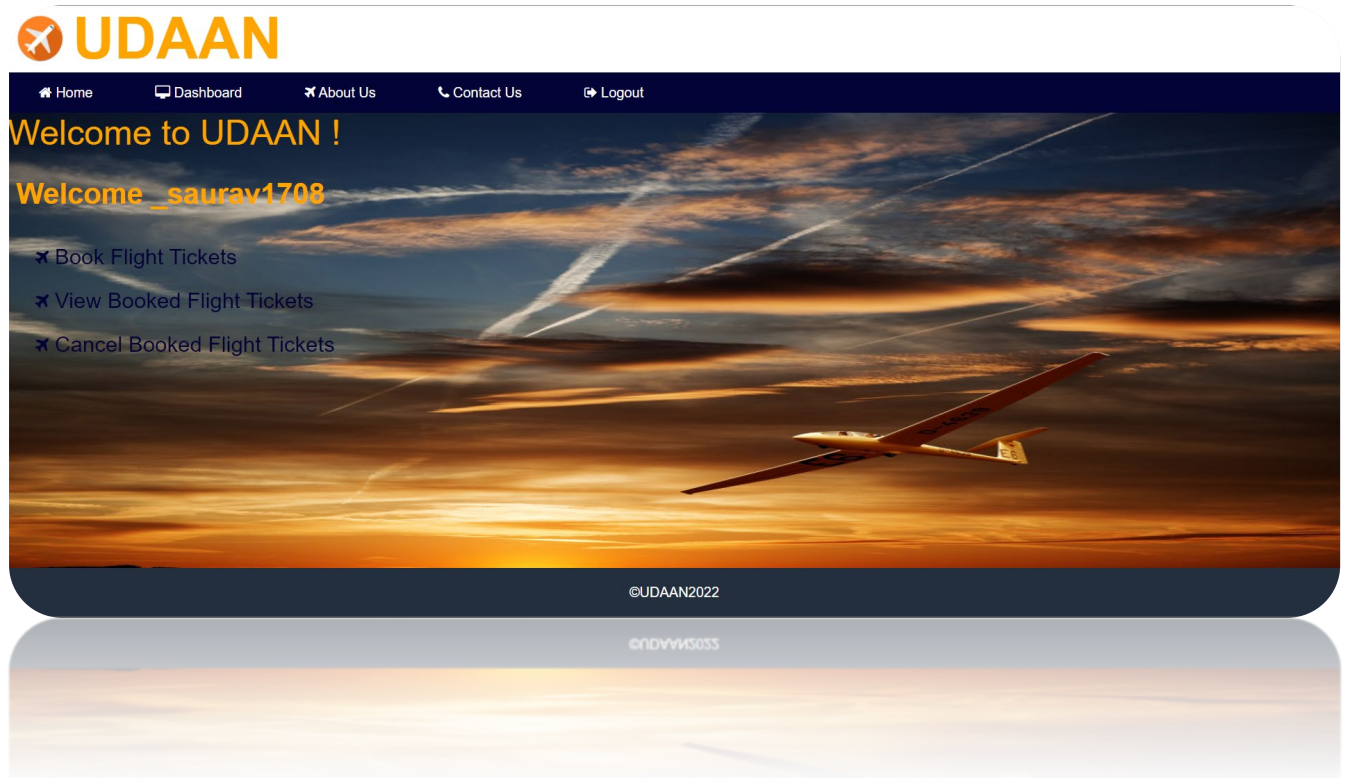 UDAAN
Home Dashboard About Us Contact Us Logout
Welcome to UDAAN !
Welcome _saurav1708
Book Flight Tickets
View Booked Flight Tickets
Cancel Booked Flight Tickets
©UDAAN2022